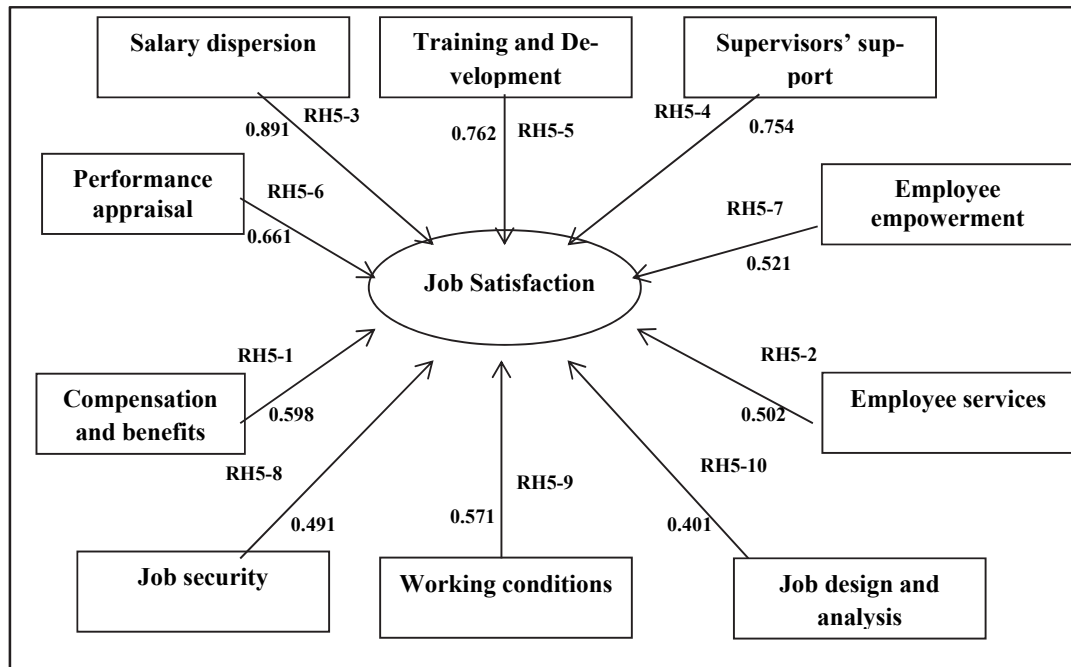 Salary dispersion
Training and De-
velopment
Supervisors’ sup-
port
RH5-3
0.891
0.762
RH5-5
RH5-4
0.754
Performance
appraisal
RH5-6
0.661
Employee
empowerment
RH5-7
0.521
Job Satisfaction
Compensation
and benefits
RH5-1
0.598
RH5-2
0.502
Employee services
RH5-8
0.491
RH5-9
0.571
RH5-10
0.401
Job security
Working conditions
Job design and
analysis